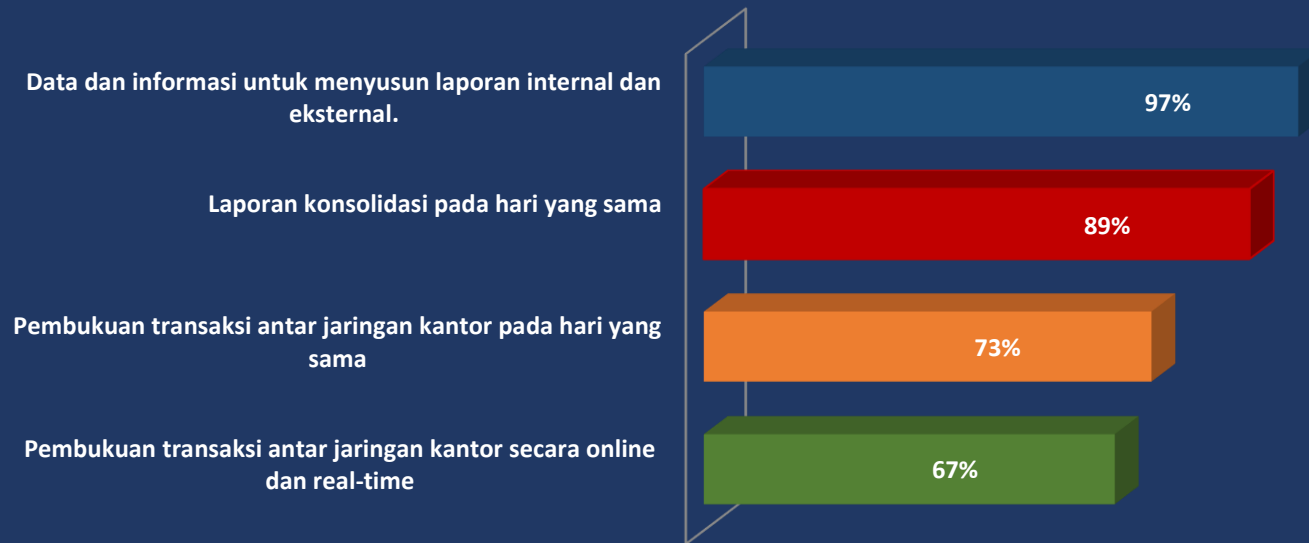 Data dan informasi untuk menyusun laporan internal dan
eksternal.
97%
Laporan konsolidasi pada hari yang sama
89%
Pembukuan transaksi antar jaringan kantor pada hari yang
sama
73%
Pembukuan transaksi antar jaringan kantor secara online
dan real-time
67%